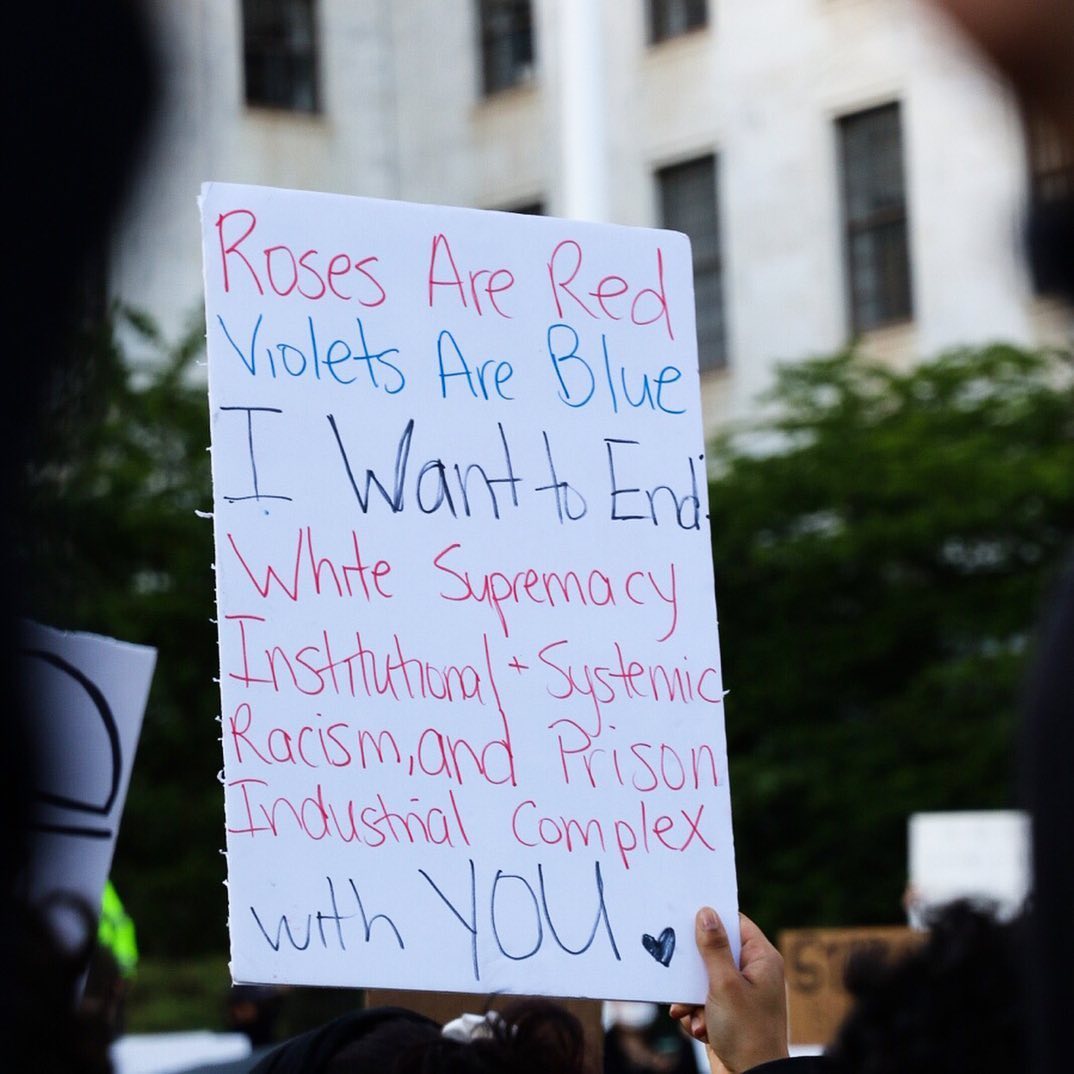 Roses Are Red
Violets Are Blue
I Want to End:
White Supremacy
Institutional + Systemic
Racism, and Prison
Industrial Complex
with YOU.